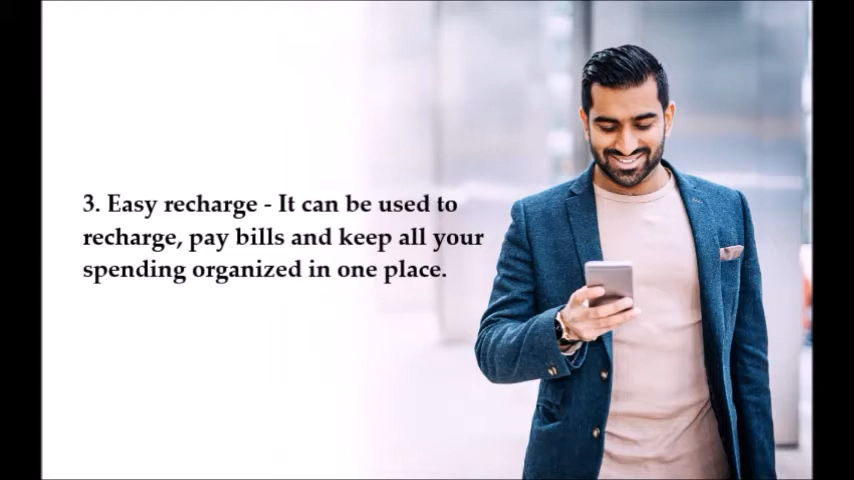 3. Easy recharge - It can be used to
recharge, pay bills and keep all your
spending organized in one place.